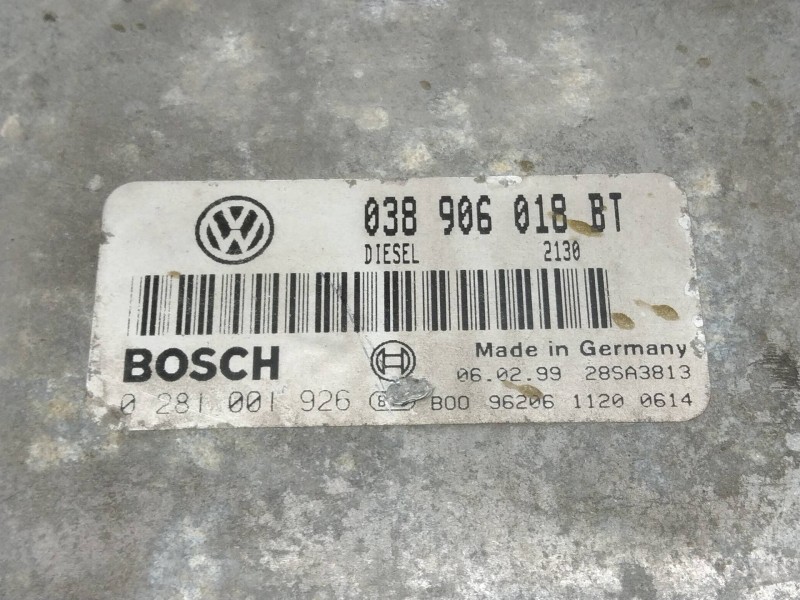 038 906 018 BT
DIESEL 2130
BOSCH
Made in Germany
06.02.99 28SA3813
0 281 001 926 8 B00 96206 1120 0614